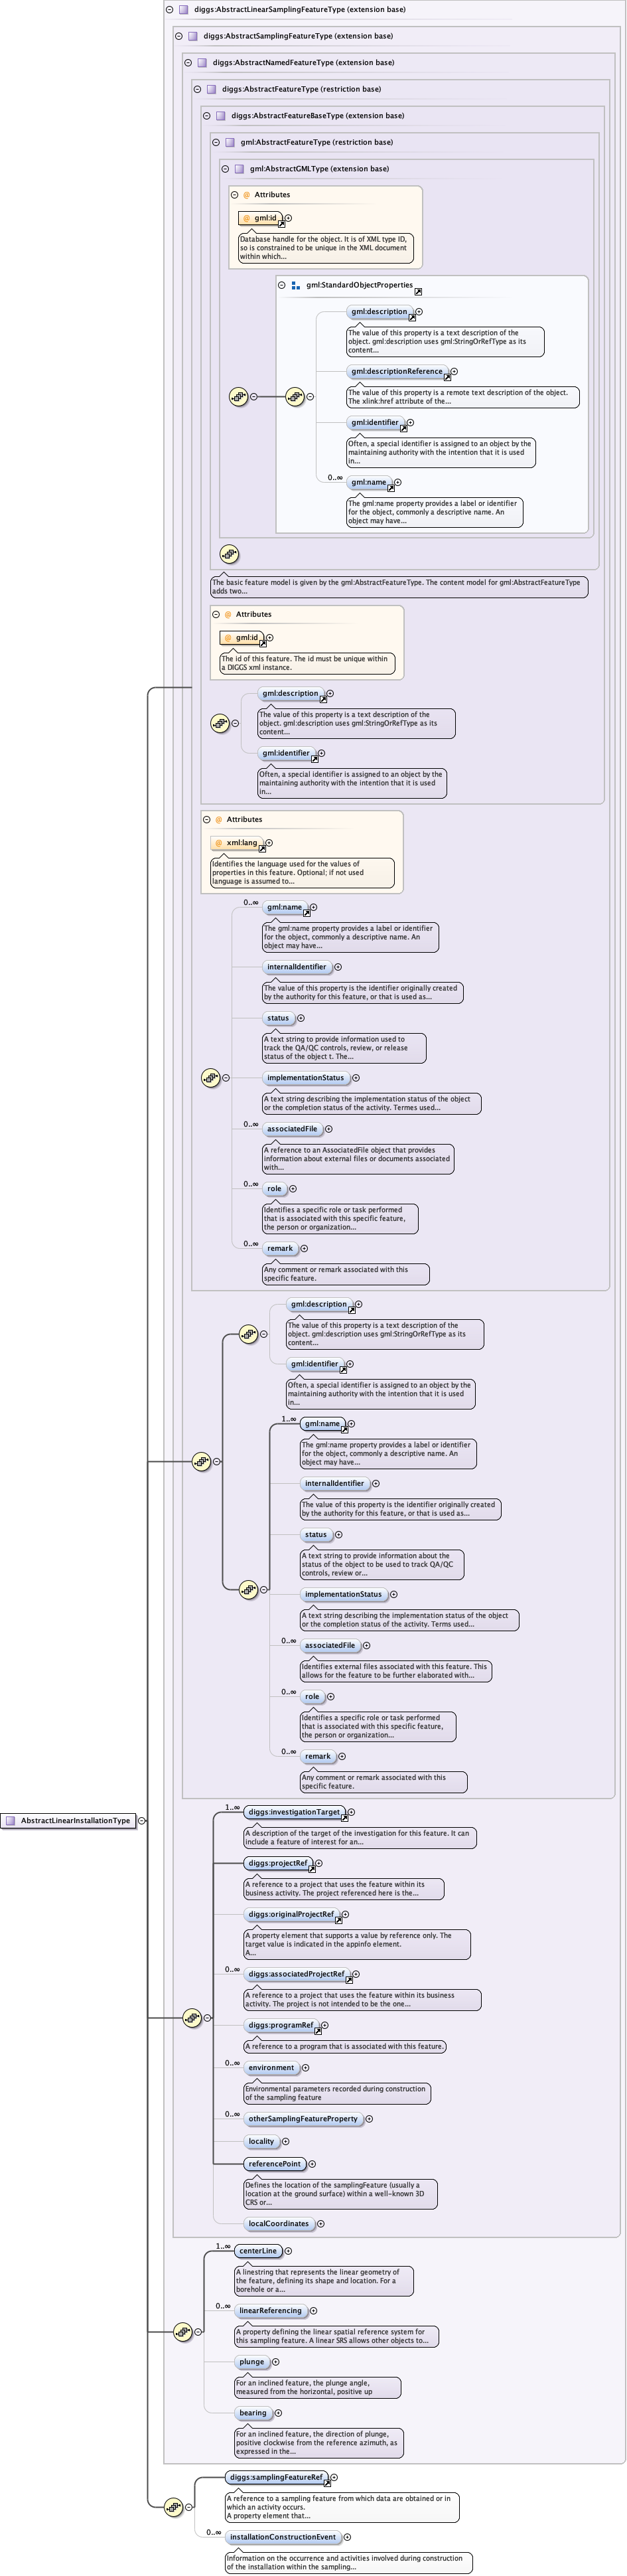 diggs:AbstractLinearSamplingFeatureType (extension base)
diggs:AbstractSamplingFeatureType (extension base)
diggs:AbstractNamedFeatureType (extension base)
diggs:AbstractFeatureType (restriction base)
diggs:AbstractFeatureBaseType (extension base)
gml:AbstractFeatureType (restriction base)
gml:AbstractGMLType (extension base)
@ Attributes
@ gml:id
Database handle for the object. It is of XML type ID,
so is constrained to be unique in the XML document
within which...
gml:StandardObjectProperties
gml:description
The value of this property is a text description of the
object. gml:description uses gml:StringOrRefType as its
content...
gml:descriptionReference
The value of this property is a remote text description of the object.
The xlink:href attribute of the...
gml:identifier
Often, a special identifier is assigned to an object by the
maintaining authority with the intention that it is used
in...
0..∞
gml:name
The gml:name property provides a label or identifier
for the object, commonly a descriptive name. An
object may have...
The basic feature model is given by the gml:AbstractFeatureType. The content model for gml:AbstractFeatureType
adds two...
@ Attributes
@ gml:id
The id of this feature. The id must be unique within
a DIGGS xml instance.
gml:description
The value of this property is a text description of the
object. gml:description uses gml:StringOrRefType as its
content...
gml:identifier
Often, a special identifier is assigned to an object by the
maintaining authority with the intention that it is used
in...
@ Attributes
@ xml:lang
Identifies the language used for the values of
properties in this feature. Optional; if not used
language is assumed to...
0..∞
gml:name
The gml:name property provides a label or identifier
for the object, commonly a descriptive name. An
object may have...
internalIdentifier
The value of this property is the identifier originally created
by the authority for this feature, or that is used as...
status
A text string to provide information used to
track the QA/QC controls, review, or release
status of the object t. The...
implementationStatus
A text string describing the implementation status of the object
or the completion status of the activity. Termes used...
0..∞
associatedFile
A reference to an AssociatedFile object that provides
information about external files or documents associated
with...
0..∞
role
Identifies a specific role or task performed
that is associated with this specific feature,
the person or organization...
0..∞
remark
Any comment or remark associated with this
specific feature.
gml:description
The value of this property is a text description of the
object. gml:description uses gml:StringOrRefType as its
content...
gml:identifier
Often, a special identifier is assigned to an object by the
maintaining authority with the intention that it is used
in...
1..∞
gml:name
The gml:name property provides a label or identifier
for the object, commonly a descriptive name. An
object may have...
internalIdentifier
The value of this property is the identifier originally created
by the authority for this feature, or that is used as...
status
A text string to provide information about the
status of the object to be used to track QA/QC
controls, review or...
implementationStatus
A text string describing the implementation status of the object
or the completion status of the activity. Terms used...
0..∞
associatedFile
Identifies external files associated with this feature. This
allows for the feature to be further elaborated with...
0..∞
role
Identifies a specific role or task performed
that is associated with this specific feature,
the person or organization...
0..∞
remark
Any comment or remark associated with this
specific feature.
AbstractLinearInstallationType
1..∞
diggs:investigationTarget
A description of the target of the investigation for this feature. It can
include a feature of interest for an...
diggs:projectRef
A reference to a project that uses the feature within its
business activity. The project referenced here is the...
diggs:originalProjectRef
A property element that supports a value by reference only. The
target value is indicated in the appinfo element.
A...
0..∞
diggs:associatedProjectRef
A reference to a project that uses the feature within its business
activity. The project is not intended to be the one...
diggs:programRef
A reference to a program that is associated with this feature.
0..∞
environment
Environmental parameters recorded during construction
of the sampling feature
0..∞
otherSamplingFeatureProperty
locality
referencePoint
Defines the location of the samplingFeature (usually a
location at the ground surface) within a well-known 3D
CRS or...
localCoordinates
1..∞
centerLine
A linestring that represents the linear geometry of
the feature, defining its shape and location. For a
borehole or a...
0..∞
linearReferencing
A property defining the linear spatial reference system for
this sampling feature. A linear SRS allows other objects to...
plunge
For an inclined feature, the plunge angle,
measured from the horizontal, positive up
bearing
For an inclined feature, the direction of plunge,
positive clockwise from the reference azimuth, as
expressed in the...
diggs:samplingFeatureRef
A reference to a sampling feature from which data are obtained or in
which an activity occurs.
A property element that...
0..∞
installationConstructionEvent
Information on the occurrence and activities involved during construction
of the installation within the sampling...